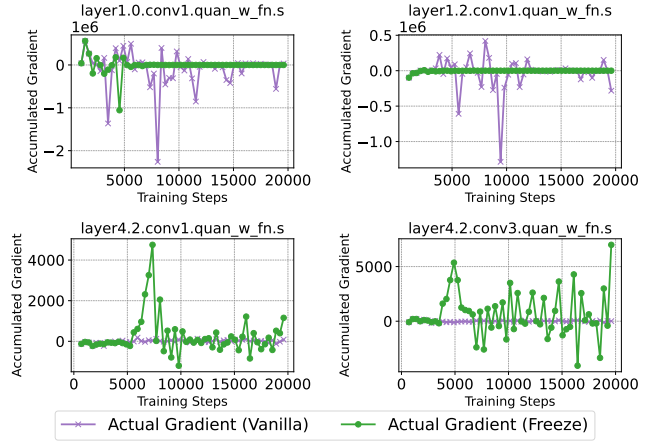 layer1.0.conv1.quan_w_fn.s
layer1.2.conv1.quan_w_fn.s
1e6
1e6
Accumulated Gradient
0
−1
−2
5000 10000 15000 20000
Training Steps
Accumulated Gradient
0.5
0.0
−0.5
−1.0
5000 10000 15000 20000
Training Steps
layer4.2.conv1.quan_w_fn.s
layer4.2.conv3.quan_w_fn.s
Accumulated Gradient
4000
2000
0
0 5000 10000 15000 20000
Training Steps
Accumulated Gradient
5000
0
0 5000 10000 15000 20000
Training Steps
Actual Gradient (Vanilla) Actual Gradient (Freeze)